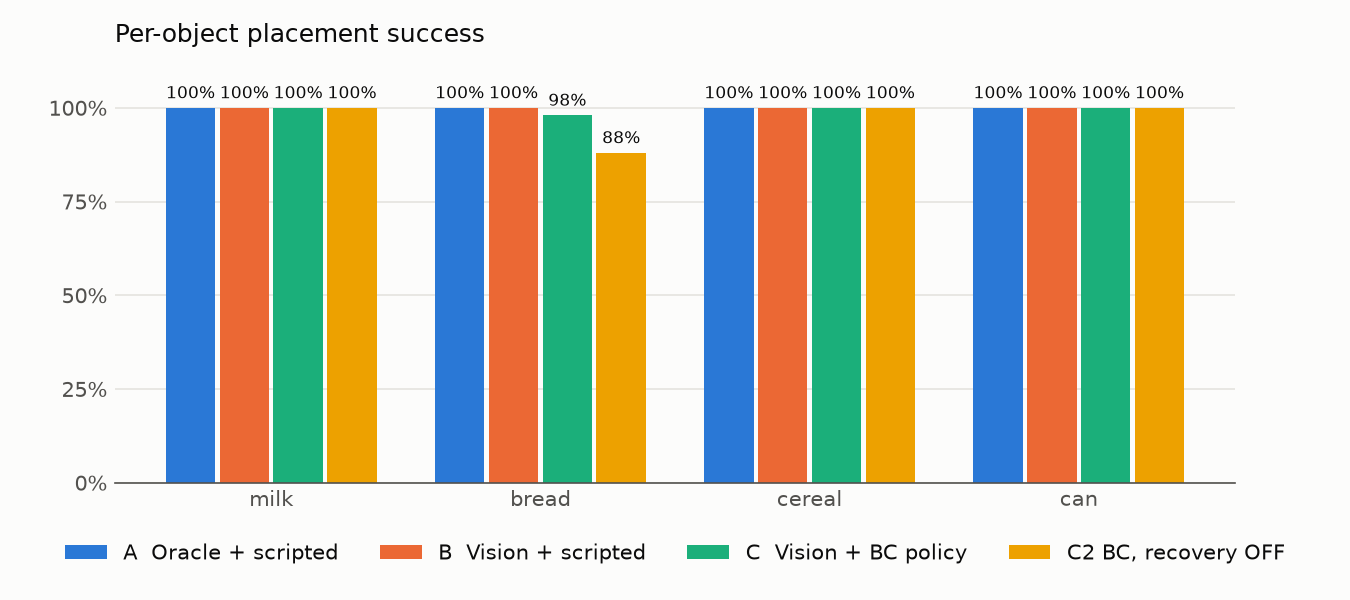 Per-object placement success
100% 100% 100% 100% 100% 100% 98% 88% 100% 100% 100% 100% 100% 100% 100% 100%
100%
75%
50%
25%
0%
milk bread cereal can
A Oracle + scripted B Vision + scripted C Vision + BC policy C2 BC, recovery OFF